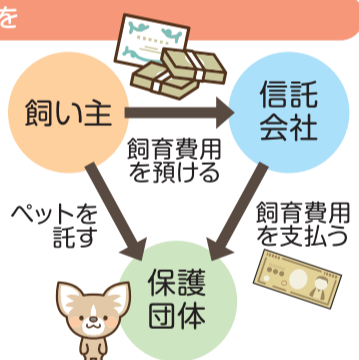 を
飼い主
信託
会社
飼育費用
を預ける
ペットを
託す
飼育費用
を支払う
保護
団体